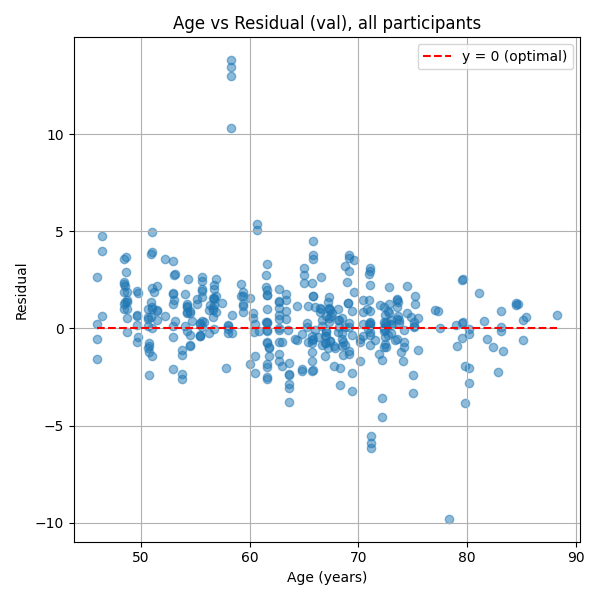 Age vs Residual (val), all participants
y = 0 (optimal)
Residual
10
5
0
−5
−10
50 60 70 80 90
Age (years)